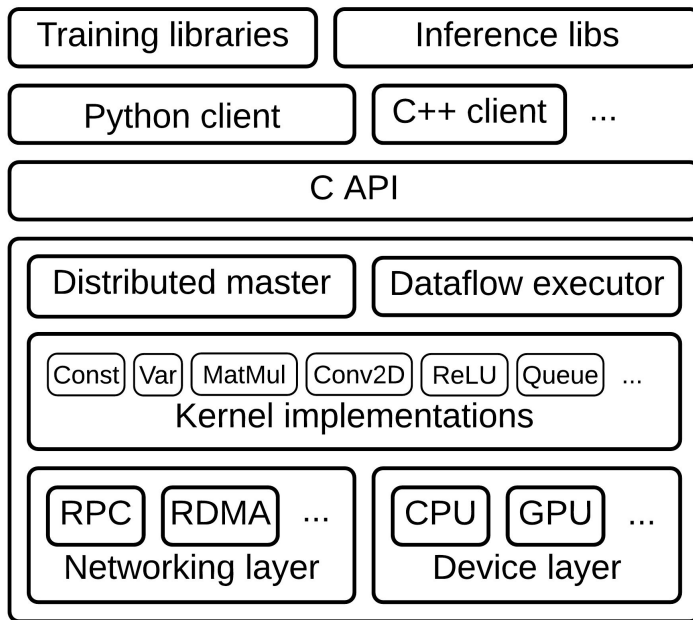 Training libraries
Inference libs
Python client
C++ client
...
C API
Distributed master
Dataflow executor
Const
Var
MatMul
Conv2D
ReLU
Queue
...
Kernel implementations
RPC
RDMA
...
Networking layer
CPU
GPU
...
Device layer